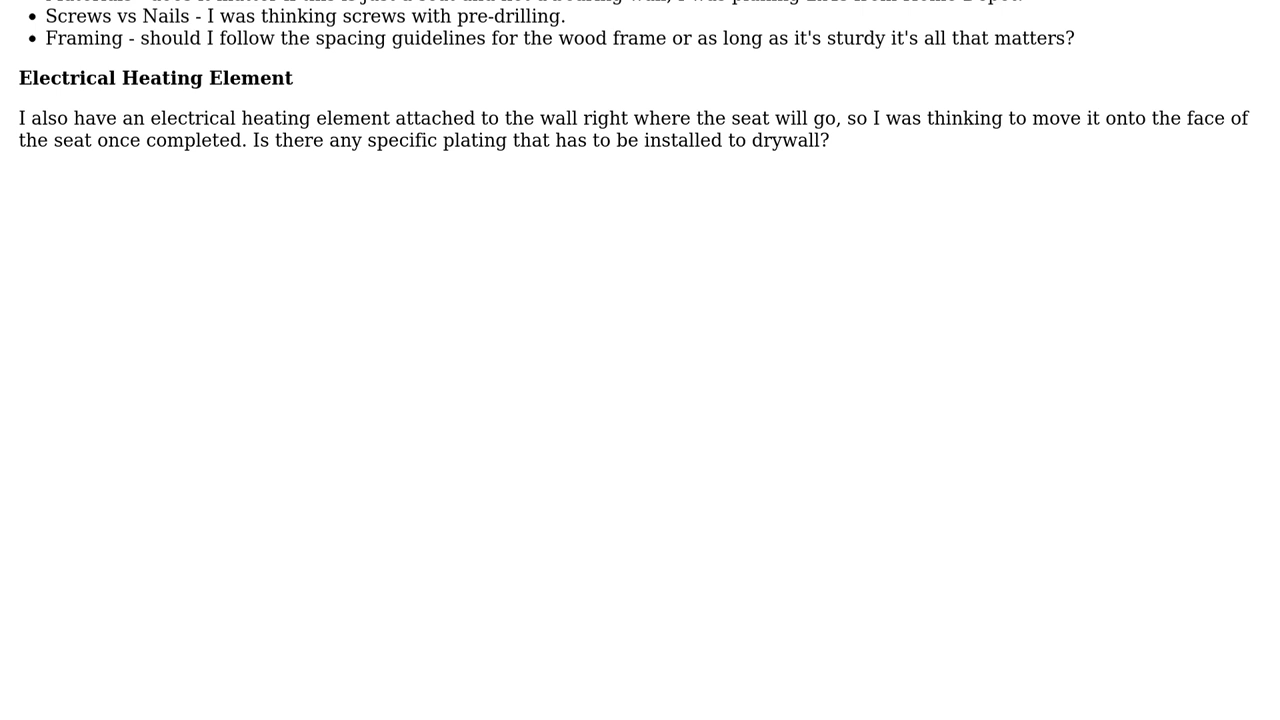 Screws vs Nails - I was thinking screws with pre-drilling.
Framing - should I follow the spacing guidelines for the wood frame or as long as it's sturdy it's all that matters?
Electrical Heating Element
I also have an electrical heating element attached to the wall right where the seat will go, so I was thinking to move it onto the face of
the seat once completed. Is there any specific plating that has to be installed to drywall?